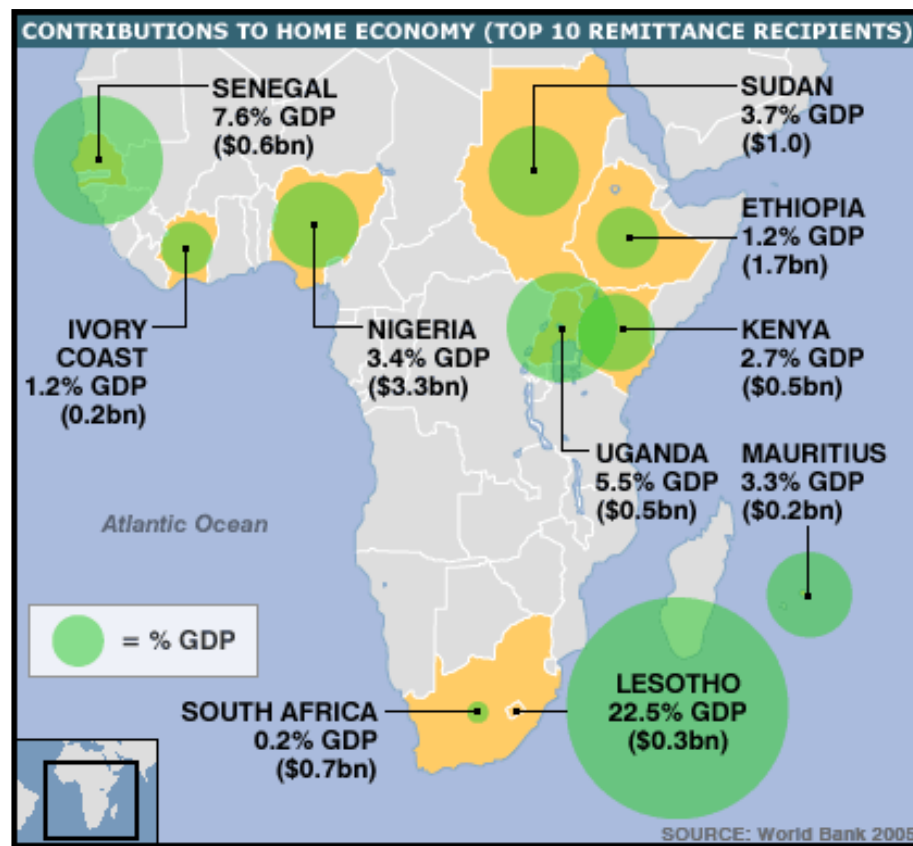 CONTRIBUTIONS TO HOME ECONOMY (TOP 10 REMITTANCE RECIPIENTS)
SENEGAL
7.6% GDP
($0.6bn)
SUDAN
3.7% GDP
($1.0)
ETHIOPIA
1.2% GDP
(1.7bn)
IVORY
COAST
1.2% GDP
(0.2bn)
NIGERIA
3.4% GDP
($3.3bn)
KENYA
2.7% GDP
($0.5bn)
UGANDA
5.5% GDP
($0.5bn)
MAURITIUS
3.3% GDP
($0.2bn)
Atlantic Ocean
= % GDP
LESOTHO
22.5% GDP
($0.3bn)
SOUTH AFRICA
0.2% GDP
($0.7bn)
SOURCE: World Bank 2005